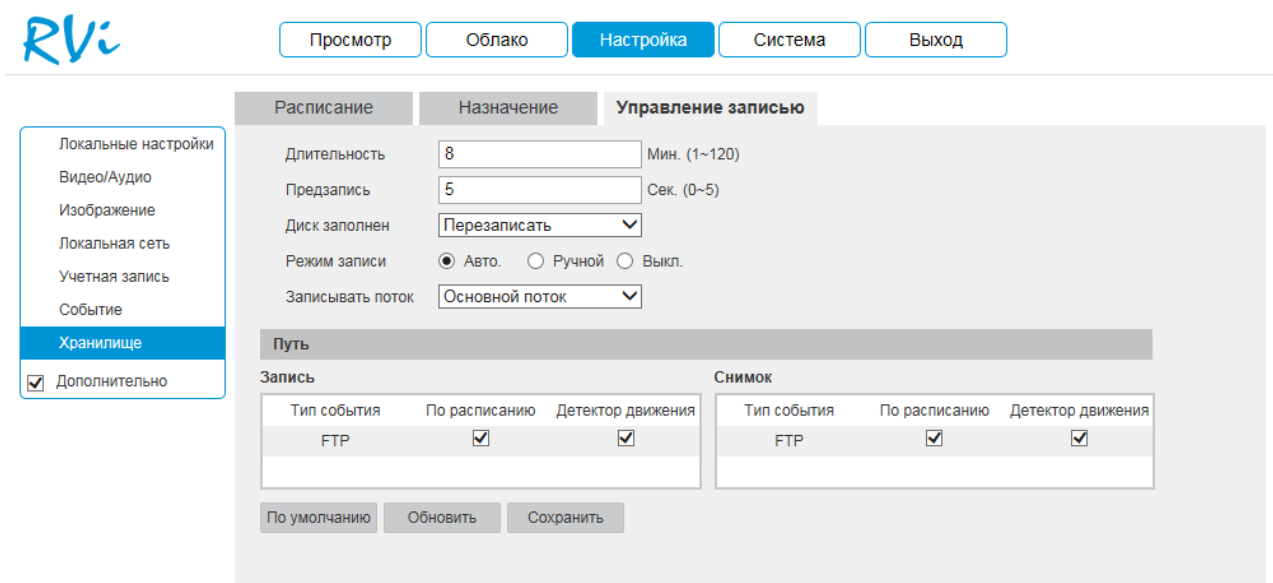 RVi
Просмотр Облако Настройка Система Выход
Расписание Назначение Управление записью
Локальные настройки
Видео/Аудио
Изображение
Локальная сеть
Учетная запись
Событие
Хранилище
Дополнительно
Длительность 8 Мин. (1~120)
Предзапись 5 Сек. (0~5)
Диск заполнен Перезаписать
Режим записи Авто. Ручной Выкл.
Записывать поток Основной поток
Путь
Запись Снимок
Тип события По расписанию Детектор движения Тип события По расписанию Детектор движения
FTP FTP
По умолчанию Обновить Сохранить